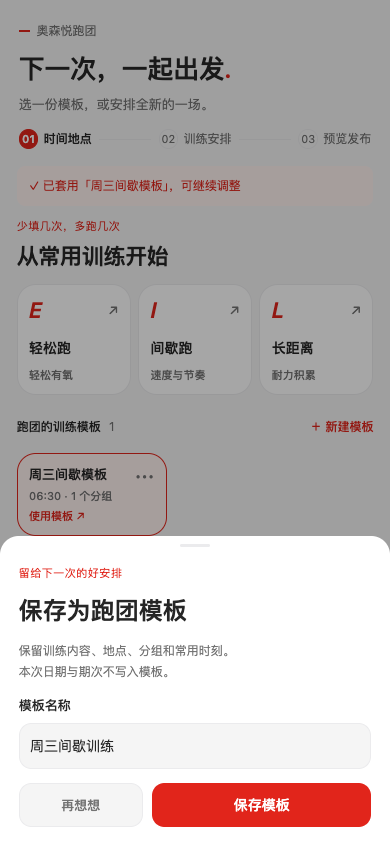 奥森悦跑团
下一次，一起出发.
选一份模板，或安排全新的一场。
01 时间地点 02 训练安排 03 预览发布
✓ 已套用「周三间歇模板」，可继续调整
少填几次，多跑几次
从常用训练开始
E ↗ I ↗ L ↗
轻松跑 间歇跑 长距离
轻松有氧 速度与节奏 耐力积累
跑团的训练模板 1 ＋ 新建模板
周三间歇模板 •••
06:30 · 1 个分组
使用模板 ↗
留给下一次的好安排
保存为跑团模板
保留训练内容、地点、分组和常用时刻。
本次日期与期次不写入模板。
模板名称
周三间歇训练
再想想 保存模板